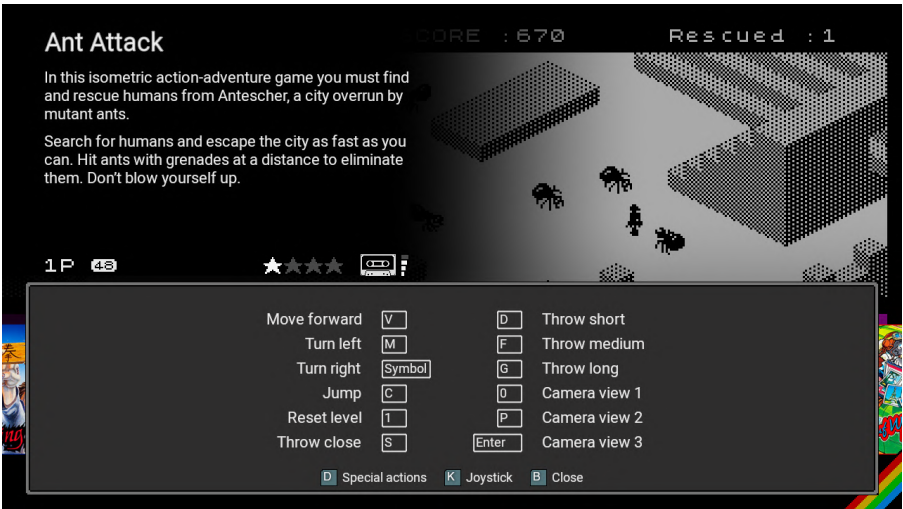 Ant Attack
CORE :670
Rescued :1
In this isometric action-adventure game you must find
and rescue humans from Antescher, a city overrun by
mutant ants.
Search for humans and escape the city as fast as you
can. Hit ants with grenades at a distance to eliminate
them. Don't blow yourself up.
1P 48
Move forward V
D Throw short
Turn left M
F Throw medium
Turn right Symbol
G Throw long
Jump C
0 Camera view 1
Reset level 1
P Camera view 2
Throw close S
Enter Camera view 3
D Special actions K Joystick B Close